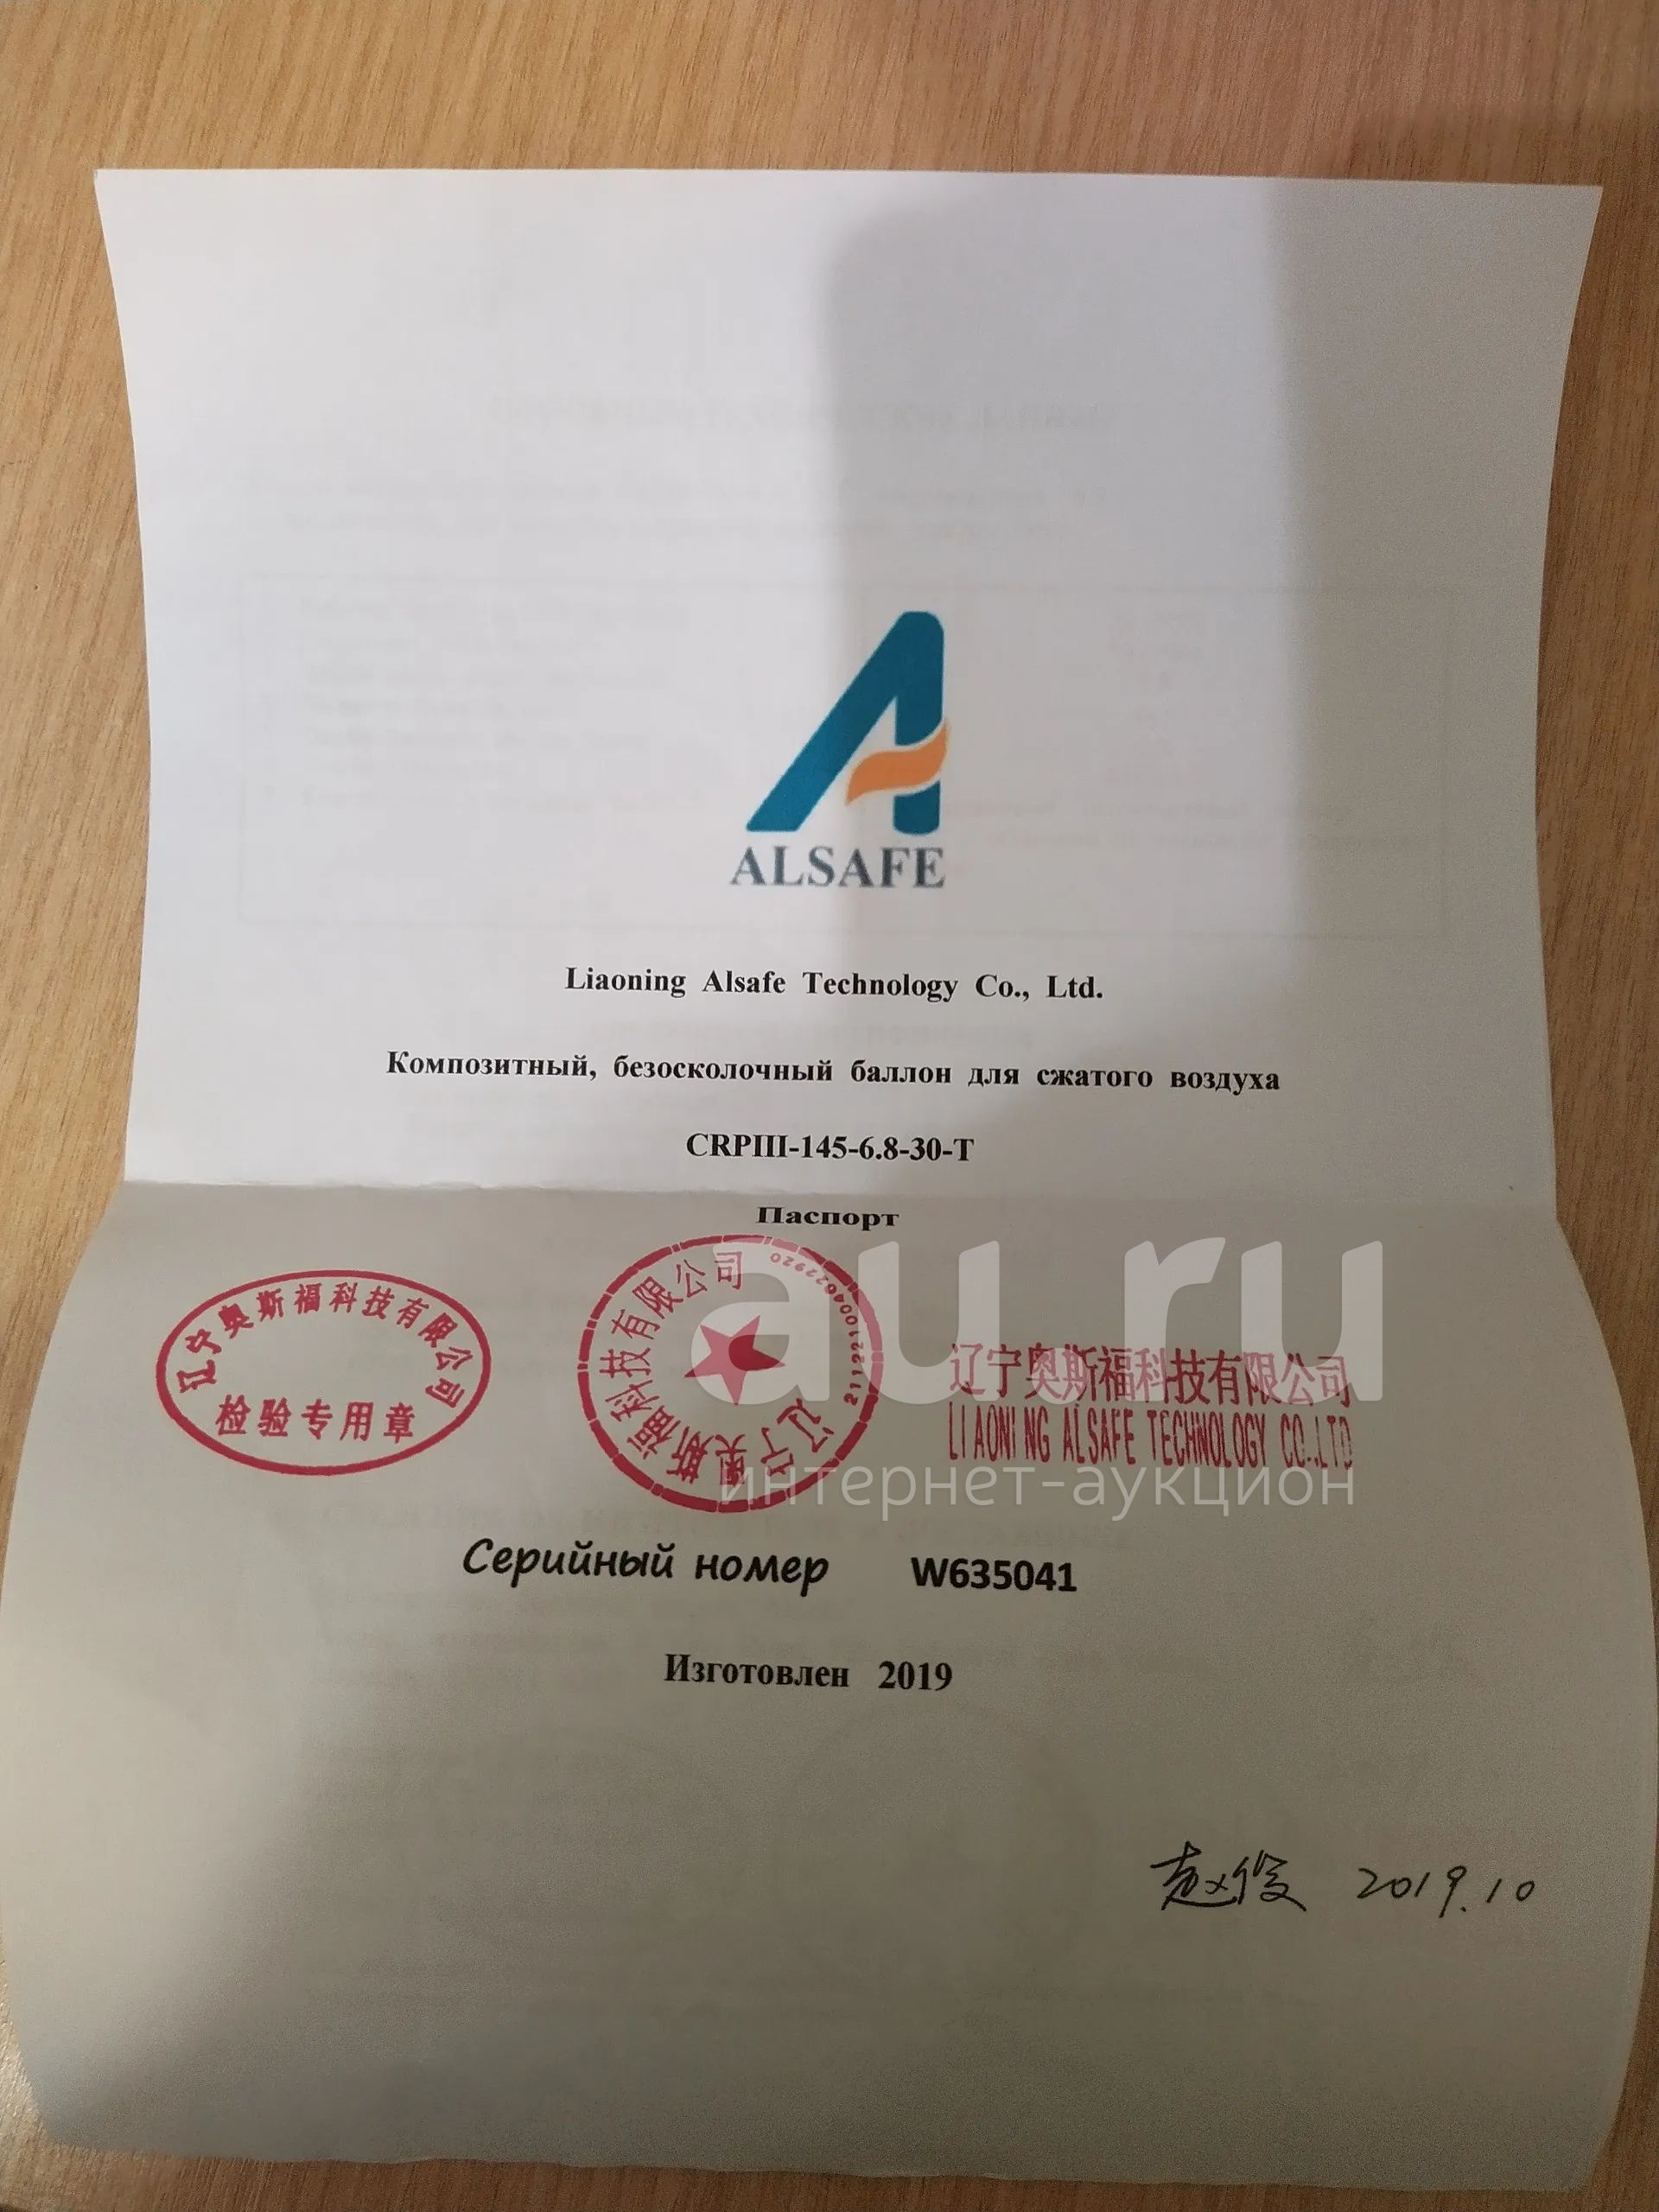 ALSAFE
Liaoning Alsafe Technology Co., Ltd.
Композитный, безосколочный баллон для сжатого воздуха
CRPIII-145-6.8-30-T
Паспорт
au.ru
интернет-аукцион
辽宁奥斯福科技有限公司
检验专用章
辽宁奥斯福科技有限公司
辽宁奥斯福科技有限公司
LIAONING ALSAFE TECHNOLOGY CO.,LTD
Серийный номер W635041
Изготовлен 2019
赵俊 2019.10